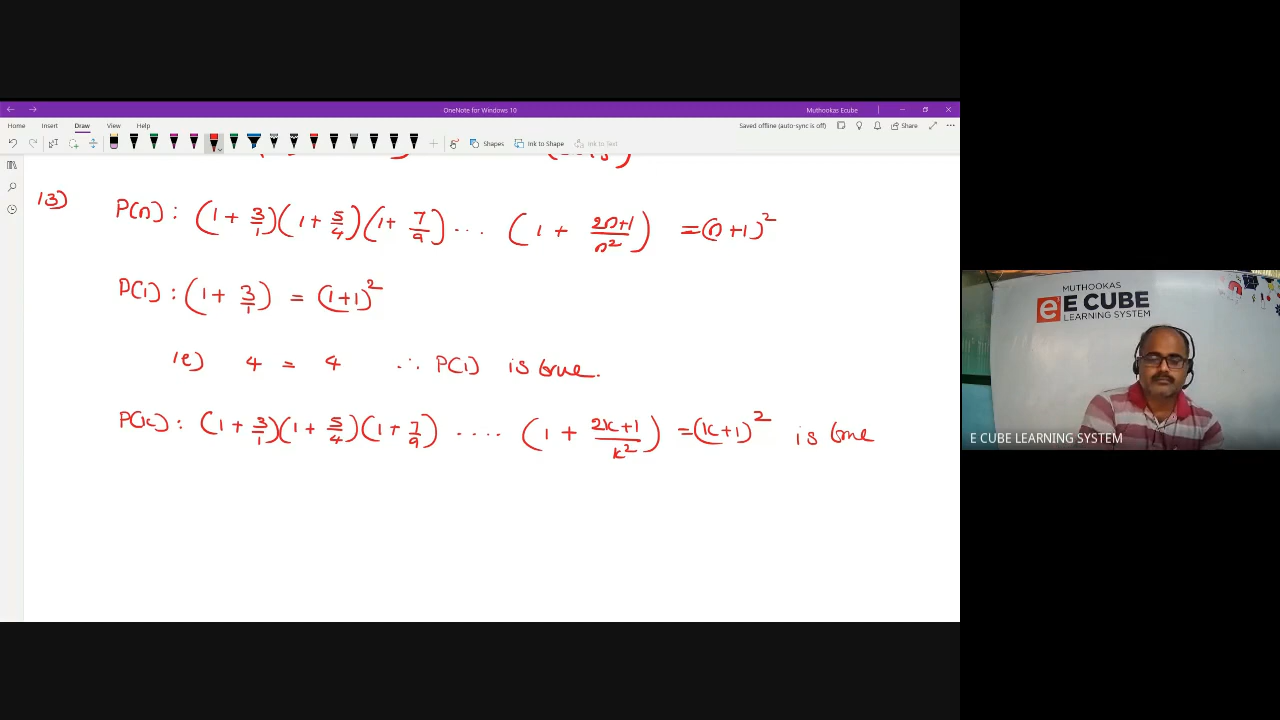 OneNote for Windows 10
Muthookas Ecube
Home Insert Draw View Help
Saved offline (auto-sync is off) Share
Shapes Ink to Shape Ink to Text
13) P(n) : (1 + 3/1)(1 + 5/4)(1 + 7/9) .... (1 + 2n+1/n²) = (n+1)²
P(1) : (1 + 3/1) = (1+1)²
ie) 4 = 4 ∴ P(1) is true.
P(k) : (1 + 3/1)(1 + 5/4)(1 + 7/9) .... (1 + 2k+1/k²) = (k+1)² is true
MUTHOOKAS
e E CUBE
LEARNING SYSTEM
E CUBE LEARNING SYSTEM